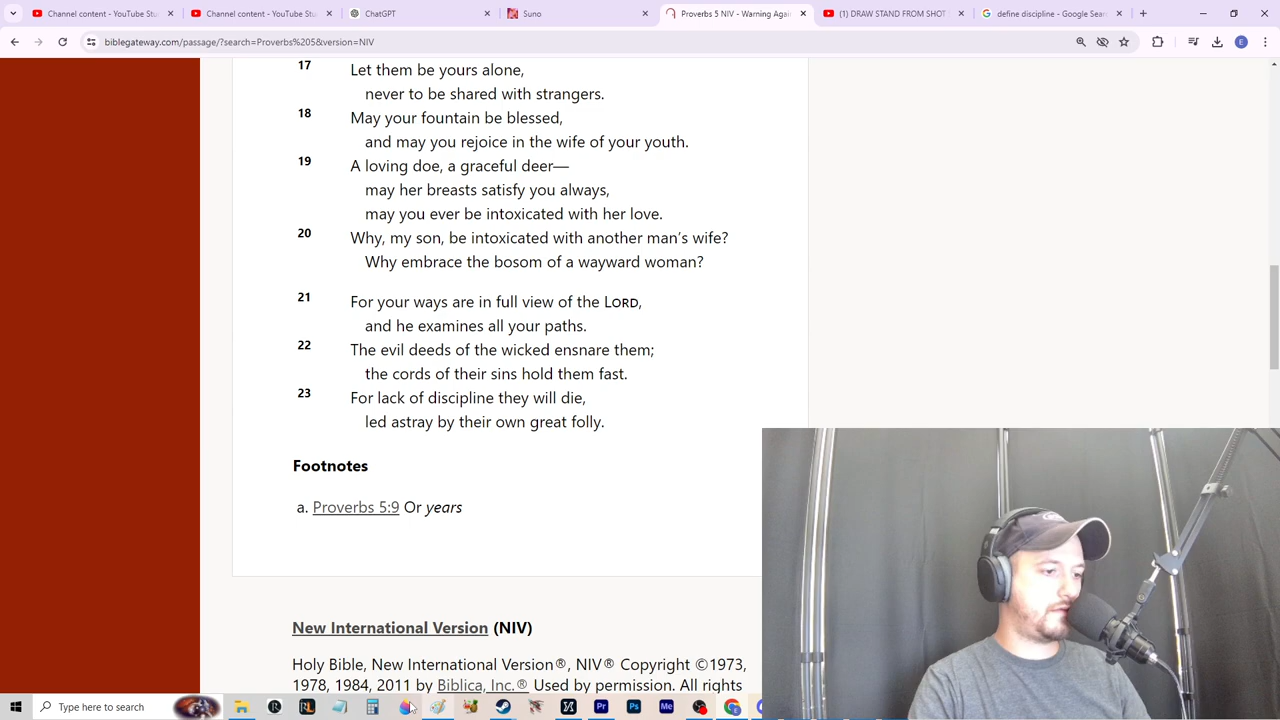 Channel content - YouTube Stu
Channel content - YouTube Stu
ChatGPT
Suno
Proverbs 5 NIV - Warning Agai
(1) DRAW STAND FROM SHOT
define discipline - Google Sear
biblegateway.com/passage/?search=Proverbs%205&version=NIV
E
17 Let them be yours alone,
never to be shared with strangers.
18 May your fountain be blessed,
and may you rejoice in the wife of your youth.
19 A loving doe, a graceful deer—
may her breasts satisfy you always,
may you ever be intoxicated with her love.
20 Why, my son, be intoxicated with another man’s wife?
Why embrace the bosom of a wayward woman?
21 For your ways are in full view of the LORD,
and he examines all your paths.
22 The evil deeds of the wicked ensnare them;
the cords of their sins hold them fast.
23 For lack of discipline they will die,
led astray by their own great folly.
Footnotes
a. Proverbs 5:9 Or years
New International Version (NIV)
Holy Bible, New International Version®, NIV® Copyright ©1973,
1978, 1984, 2011 by Biblica, Inc.® Used by permission. All rights
Type here to search
Pr
Ps
Me